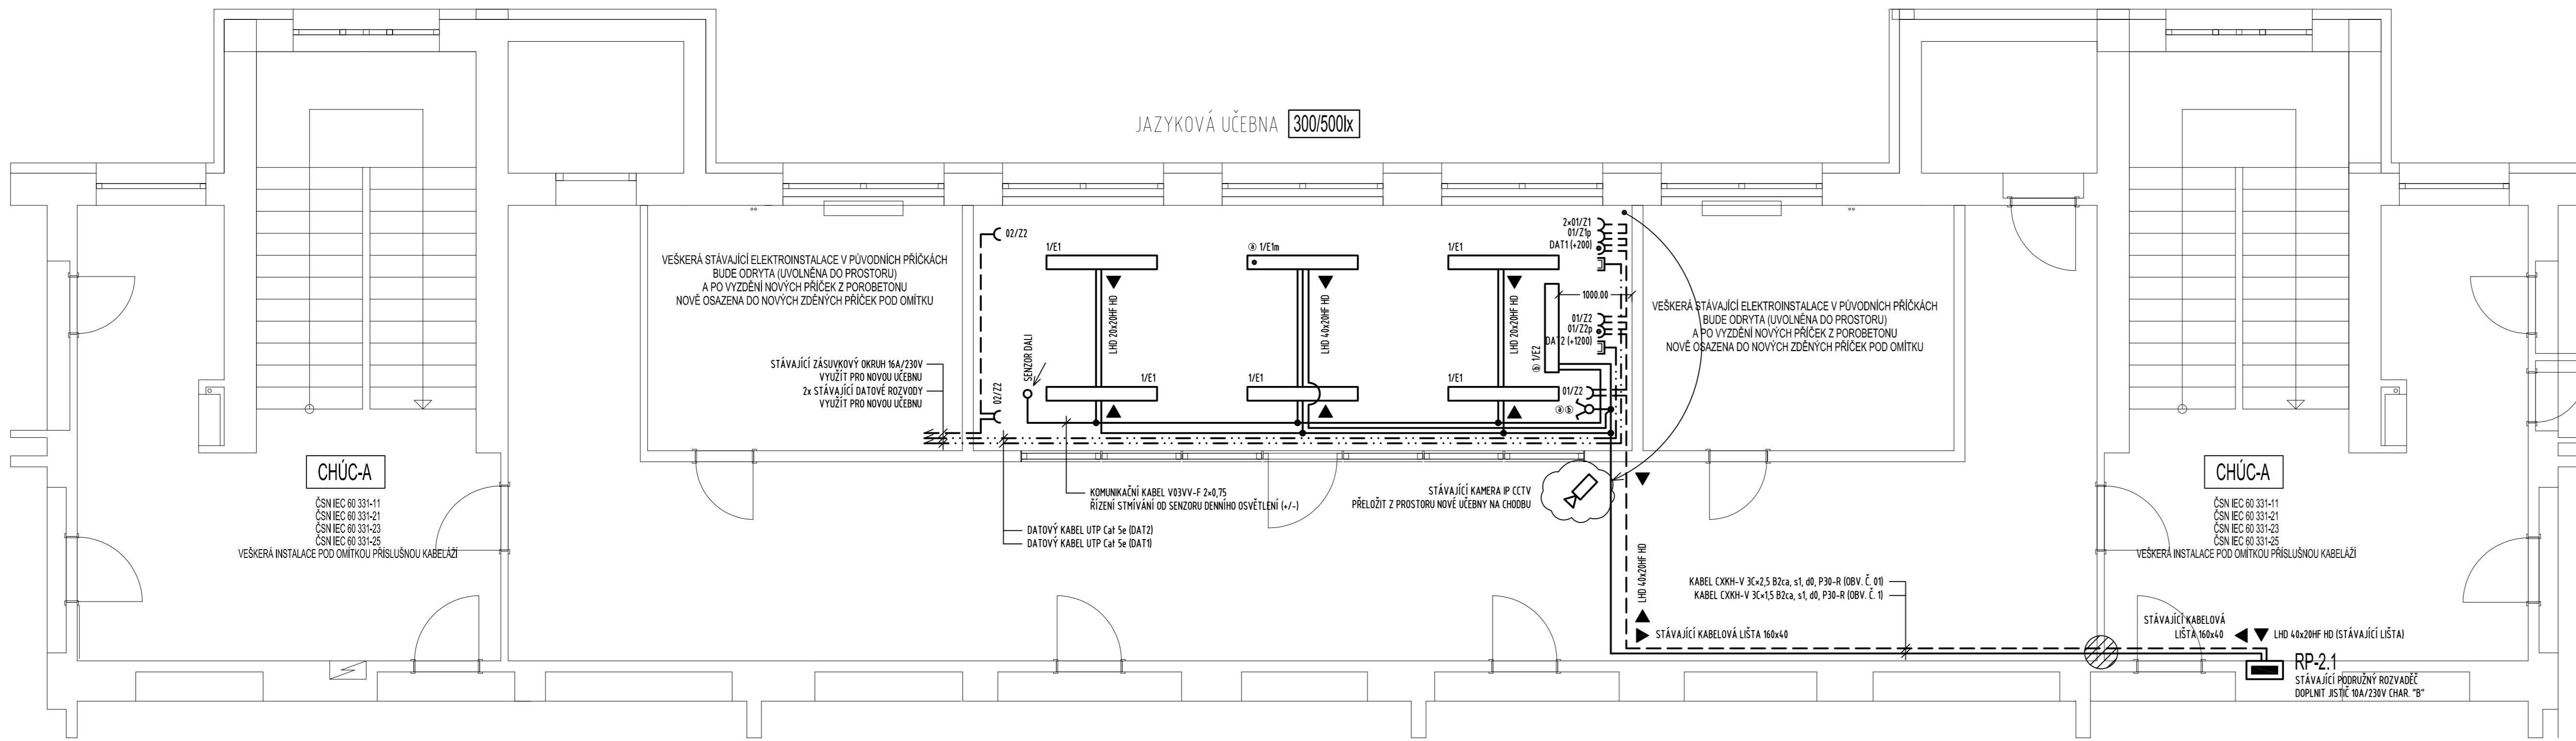 JAZYKOVÁ UČEBNA 300/500lx
VEŠKERÁ STÁVAJÍCÍ ELEKTROINSTALACE V PŮVODNÍCH PŘÍČKÁCH
BUDE ODRYTA (UVOLNĚNA DO PROSTORU)
A PO VYZDĚNÍ NOVÝCH PŘÍČEK Z POROBETONU
NOVĚ OSAZENA DO NOVÝCH ZDĚNÝCH PŘÍČEK POD OMÍTKU
STÁVAJÍCÍ ZÁSUVKOVÝ OKRUH 16A/230V
VYUŽÍT PRO NOVOU UČEBNU
2x STÁVAJÍCÍ DATOVÉ ROZVODY
VYUŽÍT PRO NOVOU UČEBNU
02/Z2
02/Z2
SENZOR DALI
1/E1
ⓐ 1/E1m
1/E1
LHD 20x20HF HD
LHD 40x20HF HD
LHD 20x20HF HD
1/E1
1/E1
1/E1
2×01/Z1
01/Z1p
DAT1 (+200)
1000.00
01/Z2
01/Z2p
DAT2 (+1200)
ⓑ 1/E2
01/Z2
ⓐ ⓑ
VEŠKERÁ STÁVAJÍCÍ ELEKTROINSTALACE V PŮVODNÍCH PŘÍČKÁCH
BUDE ODRYTA (UVOLNĚNA DO PROSTORU)
A PO VYZDĚNÍ NOVÝCH PŘÍČEK Z POROBETONU
NOVĚ OSAZENA DO NOVÝCH ZDĚNÝCH PŘÍČEK POD OMÍTKU
CHÚC-A
ČSN IEC 60 331-11
ČSN IEC 60 331-21
ČSN IEC 60 331-23
ČSN IEC 60 331-25
VEŠKERÁ INSTALACE POD OMÍTKOU PŘÍSLUŠNOU KABELÁŽÍ
KOMUNIKAČNÍ KABEL V03VV-F 2×0,75
ŘÍZENÍ STMÍVÁNÍ OD SENZORU DENNÍHO OSVĚTLENÍ (+/-)
DATOVÝ KABEL UTP Cat 5e (DAT2)
DATOVÝ KABEL UTP Cat 5e (DAT1)
STÁVAJÍCÍ KAMERA IP CCTV
PŘELOŽIT Z PROSTORU NOVÉ UČEBNY NA CHODBU
LHD 40x20HF HD
STÁVAJÍCÍ KABELOVÁ LIŠTA 160x40
KABEL CXKH-V 3C×2,5 B2ca, s1, d0, P30-R (OBV. Č. 01)
KABEL CXKH-V 3C×1,5 B2ca, s1, d0, P30-R (OBV. Č. 1)
CHÚC-A
ČSN IEC 60 331-11
ČSN IEC 60 331-21
ČSN IEC 60 331-23
ČSN IEC 60 331-25
VEŠKERÁ INSTALACE POD OMÍTKOU PŘÍSLUŠNOU KABELÁŽÍ
STÁVAJÍCÍ KABELOVÁ
LIŠTA 160x40
LHD 40x20HF HD (STÁVAJÍCÍ LIŠTA)
RP-2.1
STÁVAJÍCÍ PODRUŽNÝ ROZVADĚČ
DOPLNIT JISTIČ 10A/230V CHAR. "B"